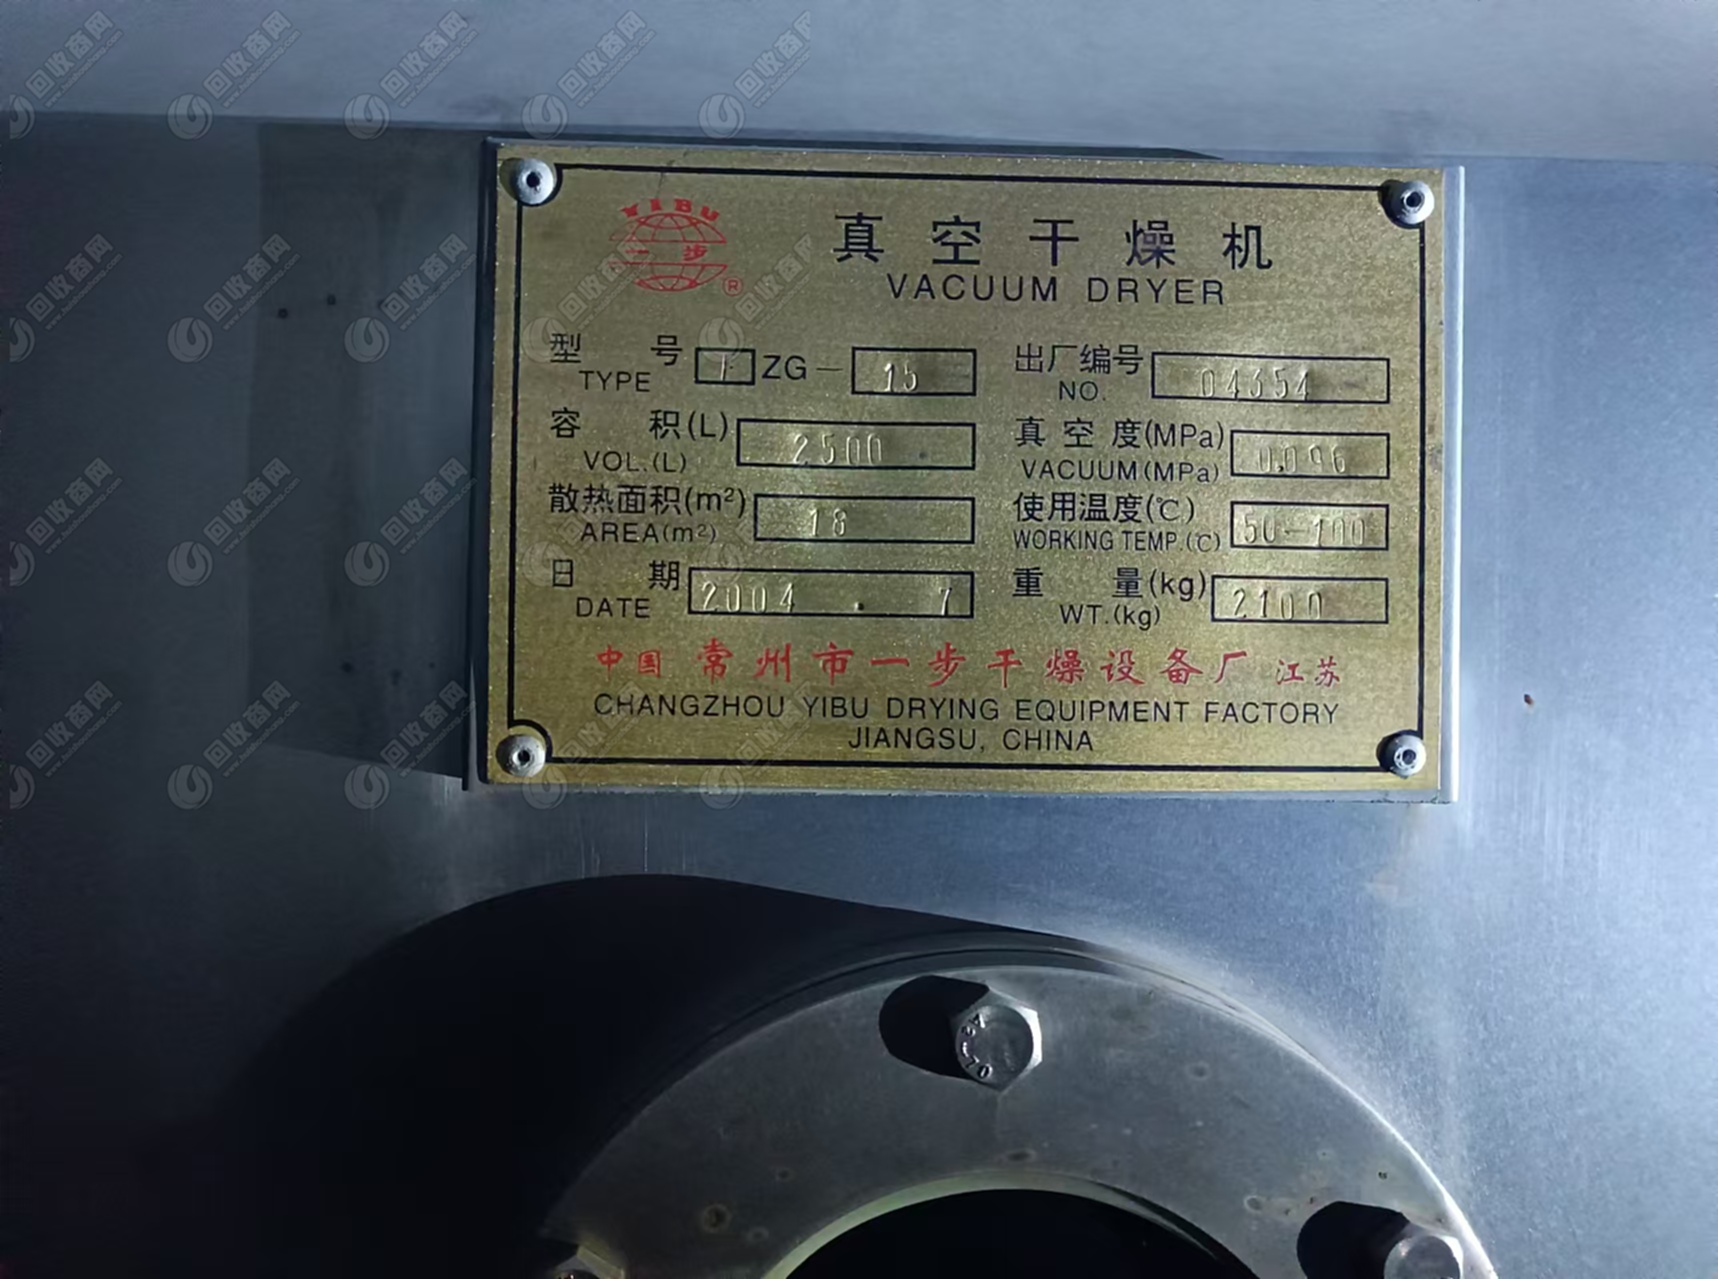 YIBU
一步
®
真空干燥机
VACUUM DRYER
型号 TYPE ZG-15
出厂编号 NO. 04354
容积(L) VOL.(L) 2500
真空度(MPa) VACUUM(MPa) 0.096
散热面积(m²) AREA(m²) 18
使用温度(℃) WORKING TEMP.(℃) 50-100
日期 DATE 2004 . 7
重量(kg) WT.(kg) 2100
中国 常州市一步干燥设备厂 江苏
CHANGZHOU YIBU DRYING EQUIPMENT FACTORY
JIANGSU, CHINA
回收商网